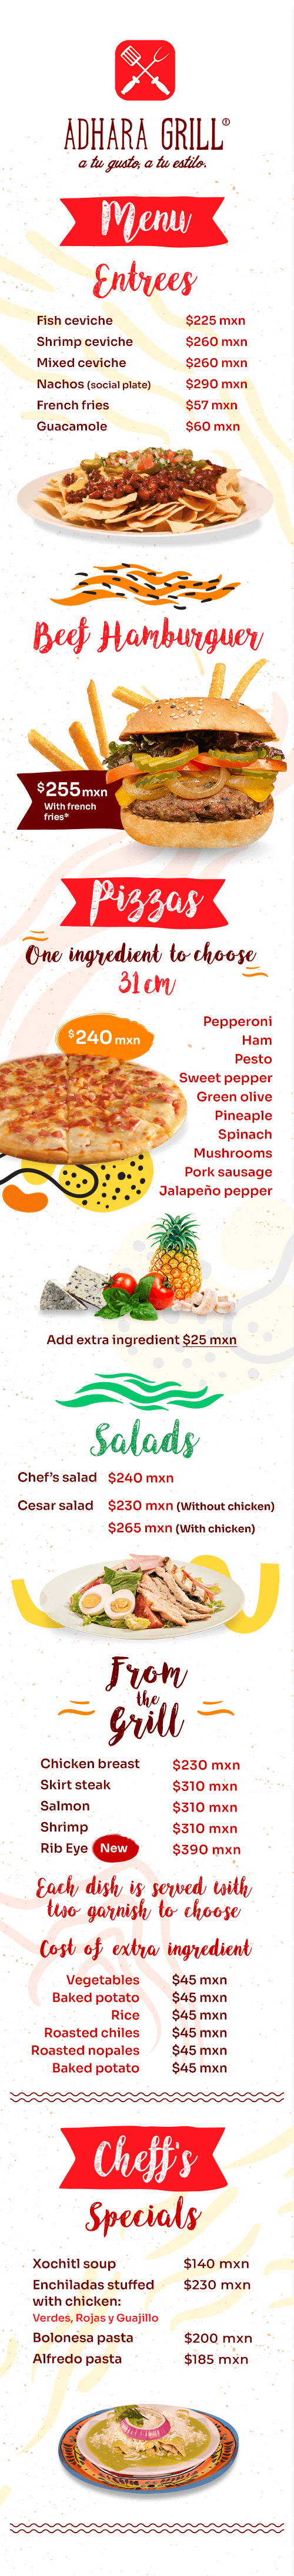 ADHARA GRILL®
a tu gusto, a tu estilo.
Menu
Entrees
Fish ceviche $225 mxn
Shrimp ceviche $260 mxn
Mixed ceviche $260 mxn
Nachos (social plate) $290 mxn
French fries $57 mxn
Guacamole $60 mxn
Beef Hamburguer
$255 mxn
With french
fries*
Pizzas
One ingredient to choose
31 cm
$240 mxn
Pepperoni
Ham
Pesto
Sweet pepper
Green olive
Pineaple
Spinach
Mushrooms
Pork sausage
Jalapeño pepper
Add extra ingredient $25 mxn
Salads
Chef's salad $240 mxn
Cesar salad $230 mxn (Without chicken)
$265 mxn (With chicken)
From
the
Grill
Chicken breast $230 mxn
Skirt steak $310 mxn
Salmon $310 mxn
Shrimp $310 mxn
Rib Eye New $390 mxn
Each dish is served with
two garnish to choose
Cost of extra ingredient
Vegetables $45 mxn
Baked potato $45 mxn
Rice $45 mxn
Roasted chiles $45 mxn
Roasted nopales $45 mxn
Baked potato $45 mxn
Cheff's
Specials
Xochitl soup $140 mxn
Enchiladas stuffed $230 mxn
with chicken:
Verdes, Rojas y Guajillo
Bolonesa pasta $200 mxn
Alfredo pasta $185 mxn